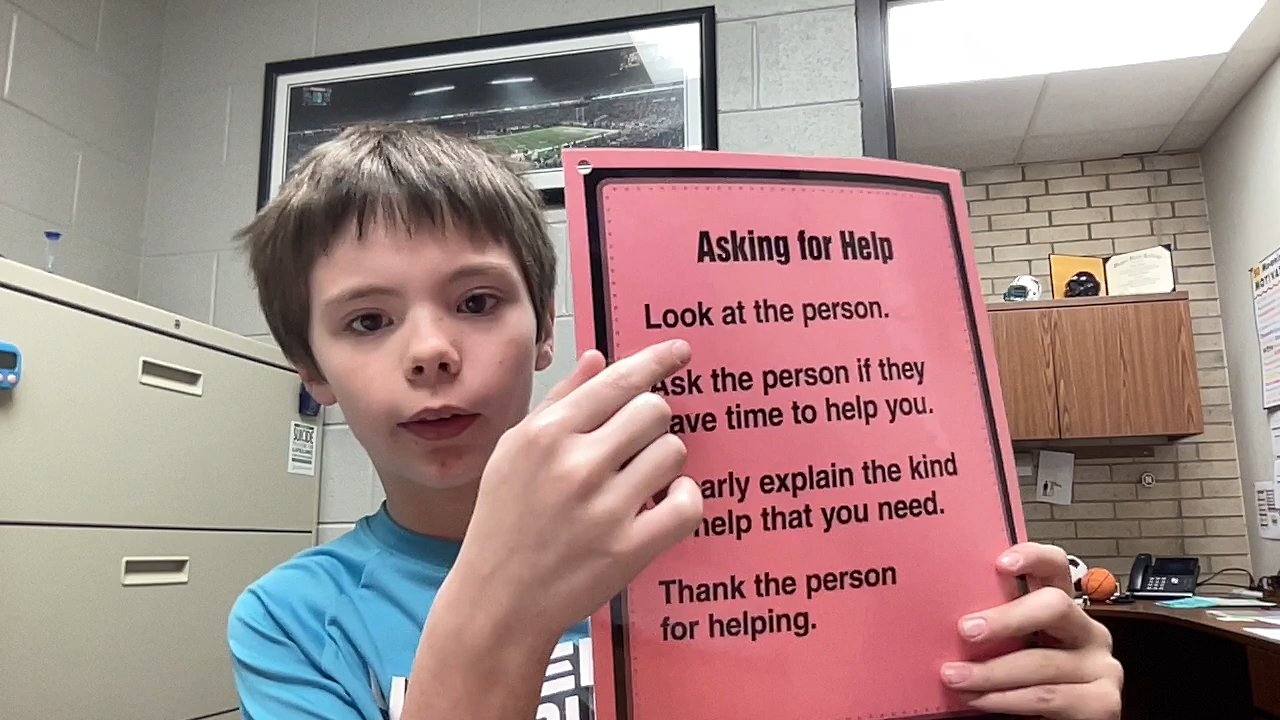 Asking for Help
Look at the person.
Ask the person if they
ave time to help you.
arly explain the kind
help that you need.
Thank the person
for helping.
SUICIDE